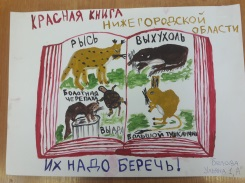 КРАСНАЯ КНИГА
НИЖЕГОРОДСКОЙ
ОБЛАСТИ
РЫСЬ
ВЫХУХОЛЬ
БОЛОТНАЯ
ЧЕРЕПАХА
ВЫДРА
БОЛЬШОЙ ТУШКАНЧИК
ИХ НАДО БЕРЕЧЬ!